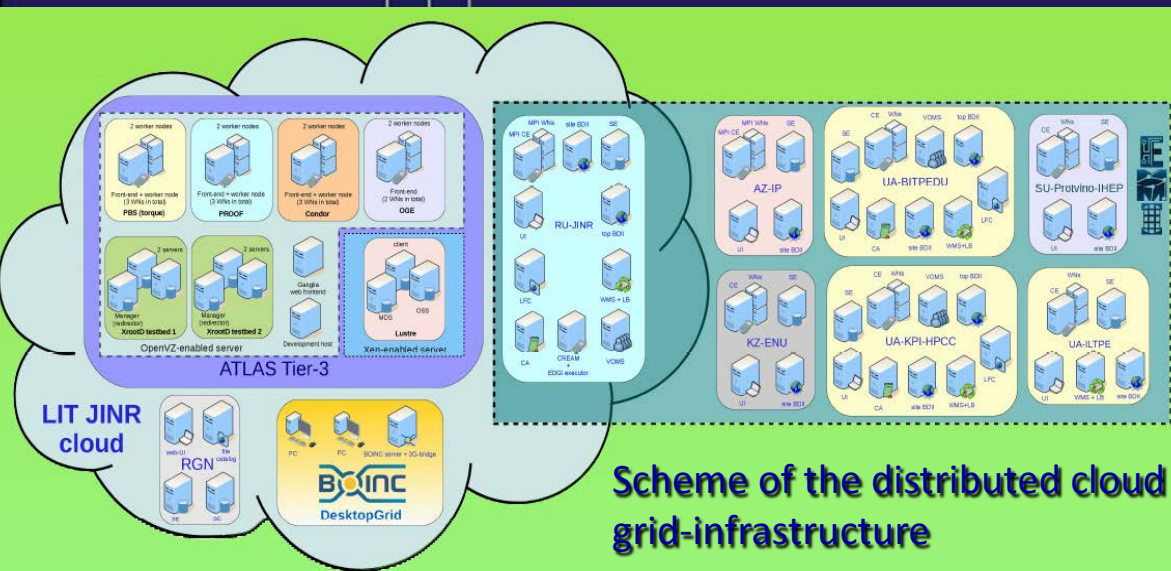 2 worker nodes
Front-end + worker node
(3 WNs in total)
PBS (torque)
2 worker nodes
Front-end + worker node
(3 WNs in total)
PROOF
2 worker nodes
Front-end + worker node
(3 WNs in total)
Condor
2 worker nodes
Front-end
(2 WNs in total)
OGE
2 servers
Manager
(redirector)
XrootD testbed 1
2 servers
Manager
(redirector)
XrootD testbed 2
Ganglia
web frontend
Development host
OpenVZ-enabled server
client
MDS
OSS
Lustre
Xen-enabled server
ATLAS Tier-3
LIT JINR
cloud
web-UI
file
catalog
RGN
SE
SE
PC
PC
BOINC server + 3G-bridge
BOINC
DesktopGrid
MPI WNs
site BDII
SE
MPI CE
RU-JINR
UI
top BDII
LFC
WMS + LB
CA
CREAM
+
EDGI executor
VOMS
MPI WNs
SE
MPI CE
AZ-IP
UI
site BDII
CE
WNs
VOMS
top BDII
SE
UA-BITPEDU
LFC
UI
CA
site BDII
WMS+LB
WNs
SE
CE
SU-Protvino-IHEP
UI
site BDII
WNs
SE
CE
KZ-ENU
UI
site BDII
CE
WNs
VOMS
top BDII
SE
UA-KPI-HPCC
LFC
UI
CA
site BDII
WMS+LB
WNs
SE
CE
UA-ILTPE
UI
WMS + LB
site BDII
Scheme of the distributed cloud
grid-infrastructure